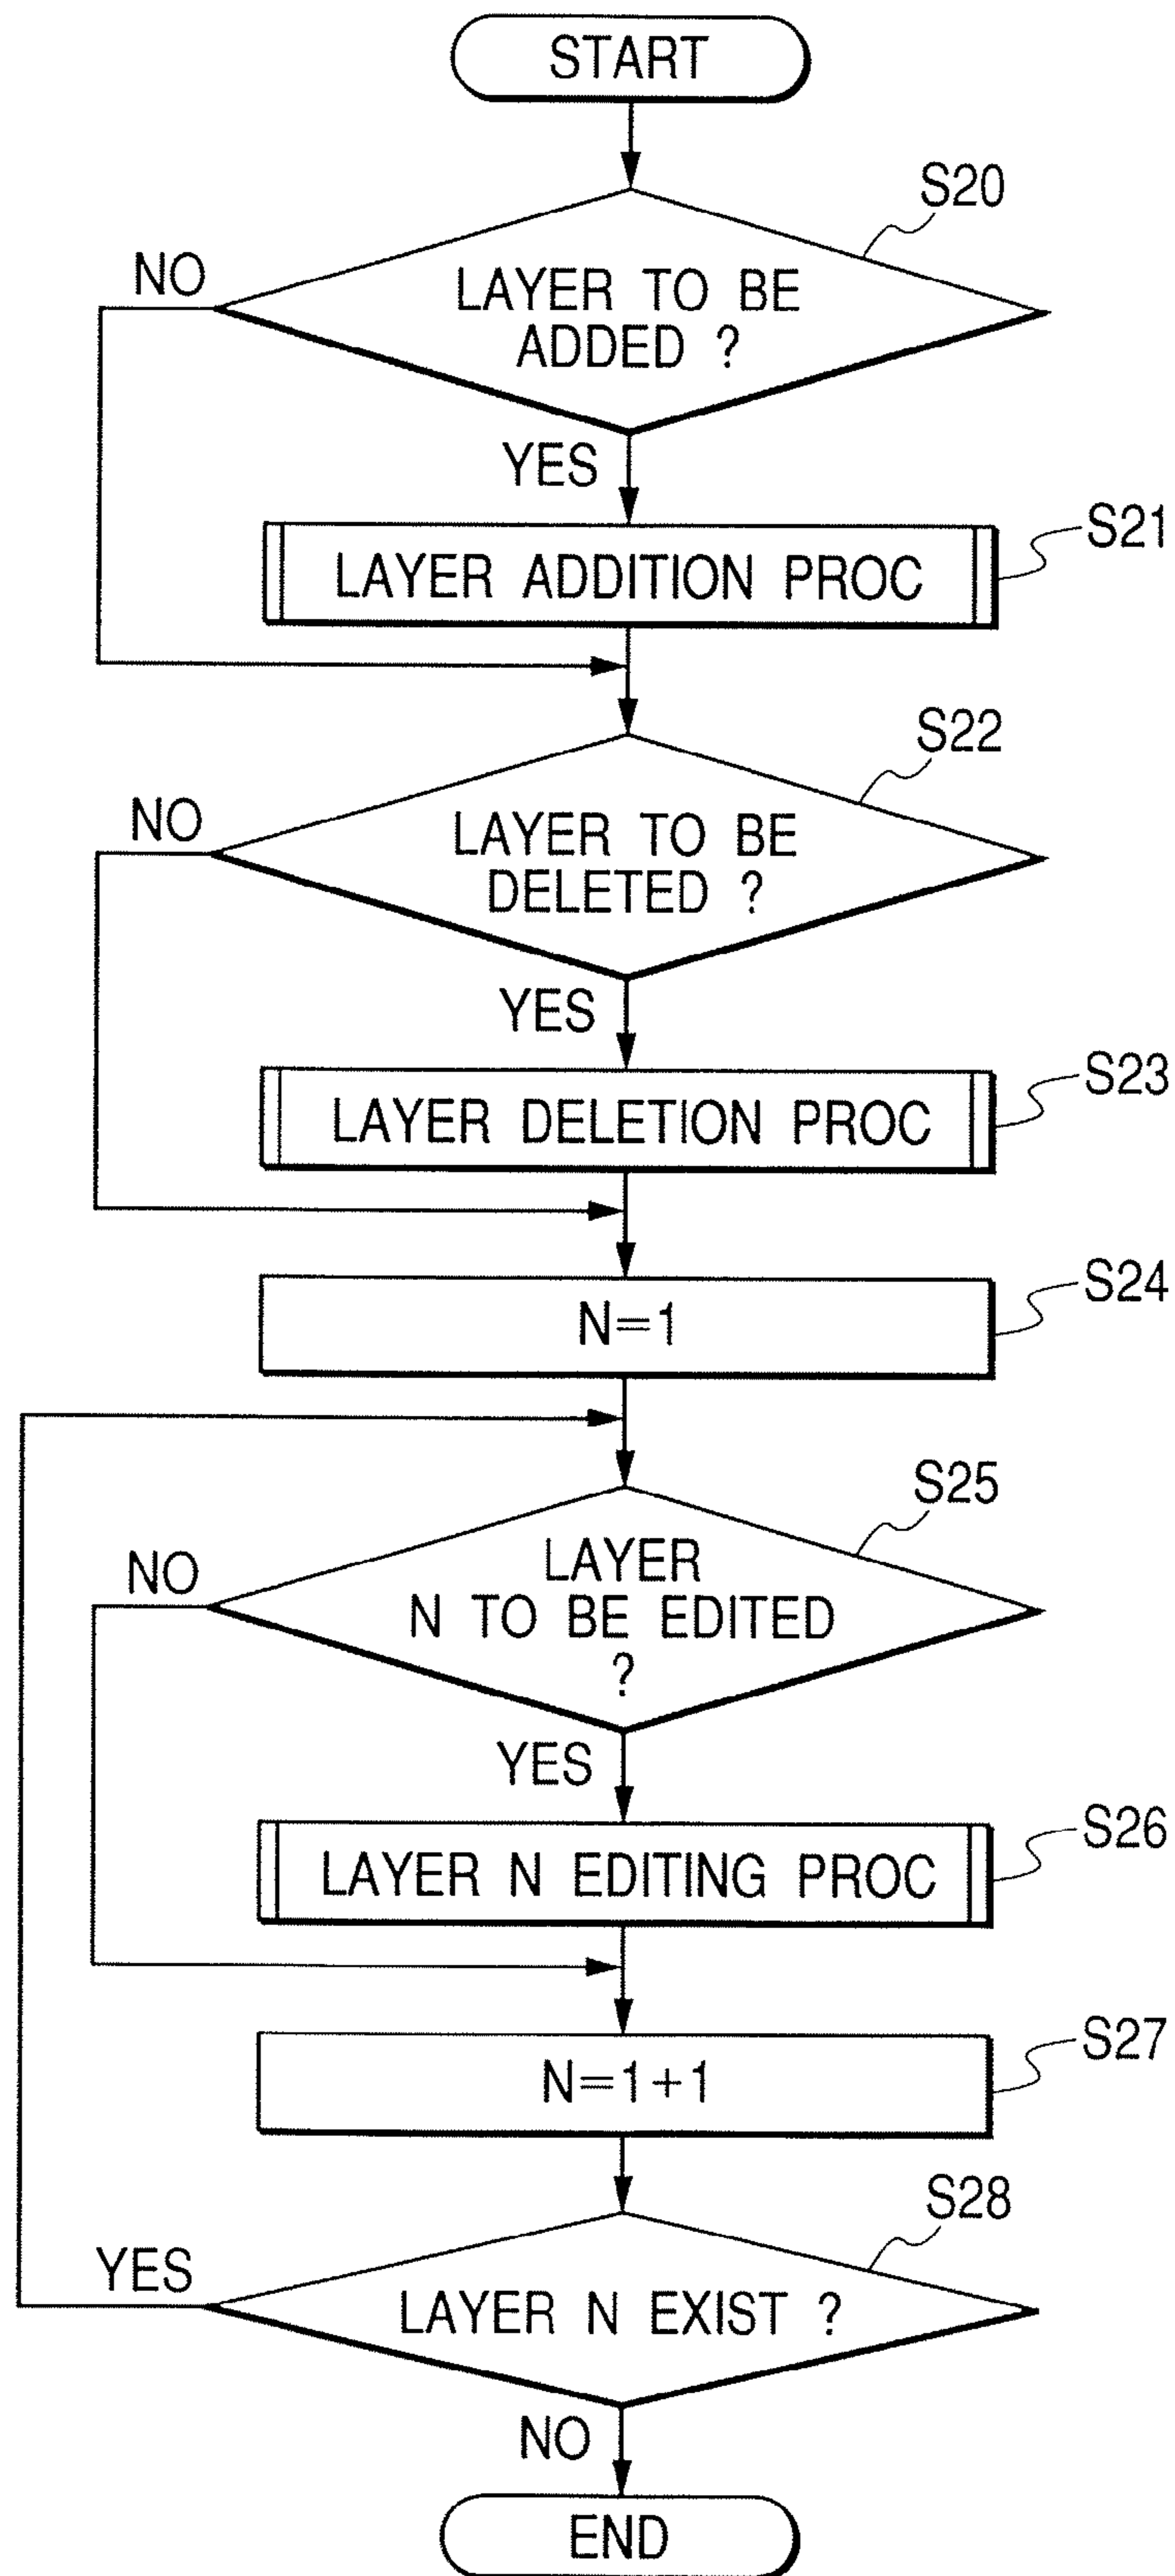 START
S20
NO
LAYER TO BE
ADDED ?
YES
S21
LAYER ADDITION PROC
S22
NO
LAYER TO BE
DELETED ?
YES
S23
LAYER DELETION PROC
S24
N=1
S25
NO
LAYER
N TO BE EDITED
?
YES
S26
LAYER N EDITING PROC
S27
N=1+1
S28
YES
LAYER N EXIST ?
NO
END